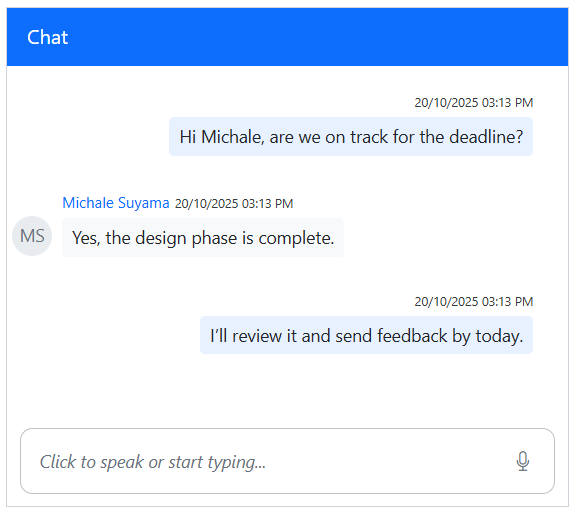 Chat
20/10/2025 03:13 PM
Hi Michale, are we on track for the deadline?
Michale Suyama 20/10/2025 03:13 PM
MS
Yes, the design phase is complete.
20/10/2025 03:13 PM
I’ll review it and send feedback by today.
Click to speak or start typing...